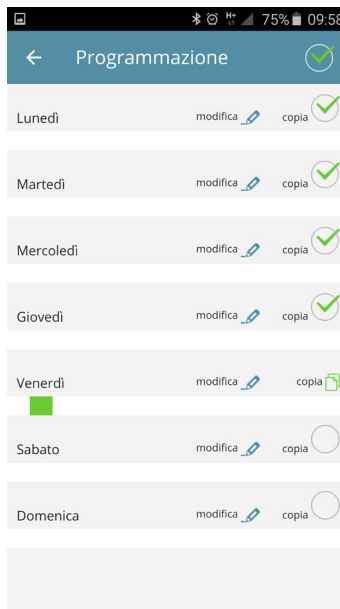 H+ 75% 09:58
Programmazione
Lunedì modifica copia
Martedì modifica copia
Mercoledì modifica copia
Giovedì modifica copia
Venerdì modifica copia
Sabato modifica copia
Domenica modifica copia